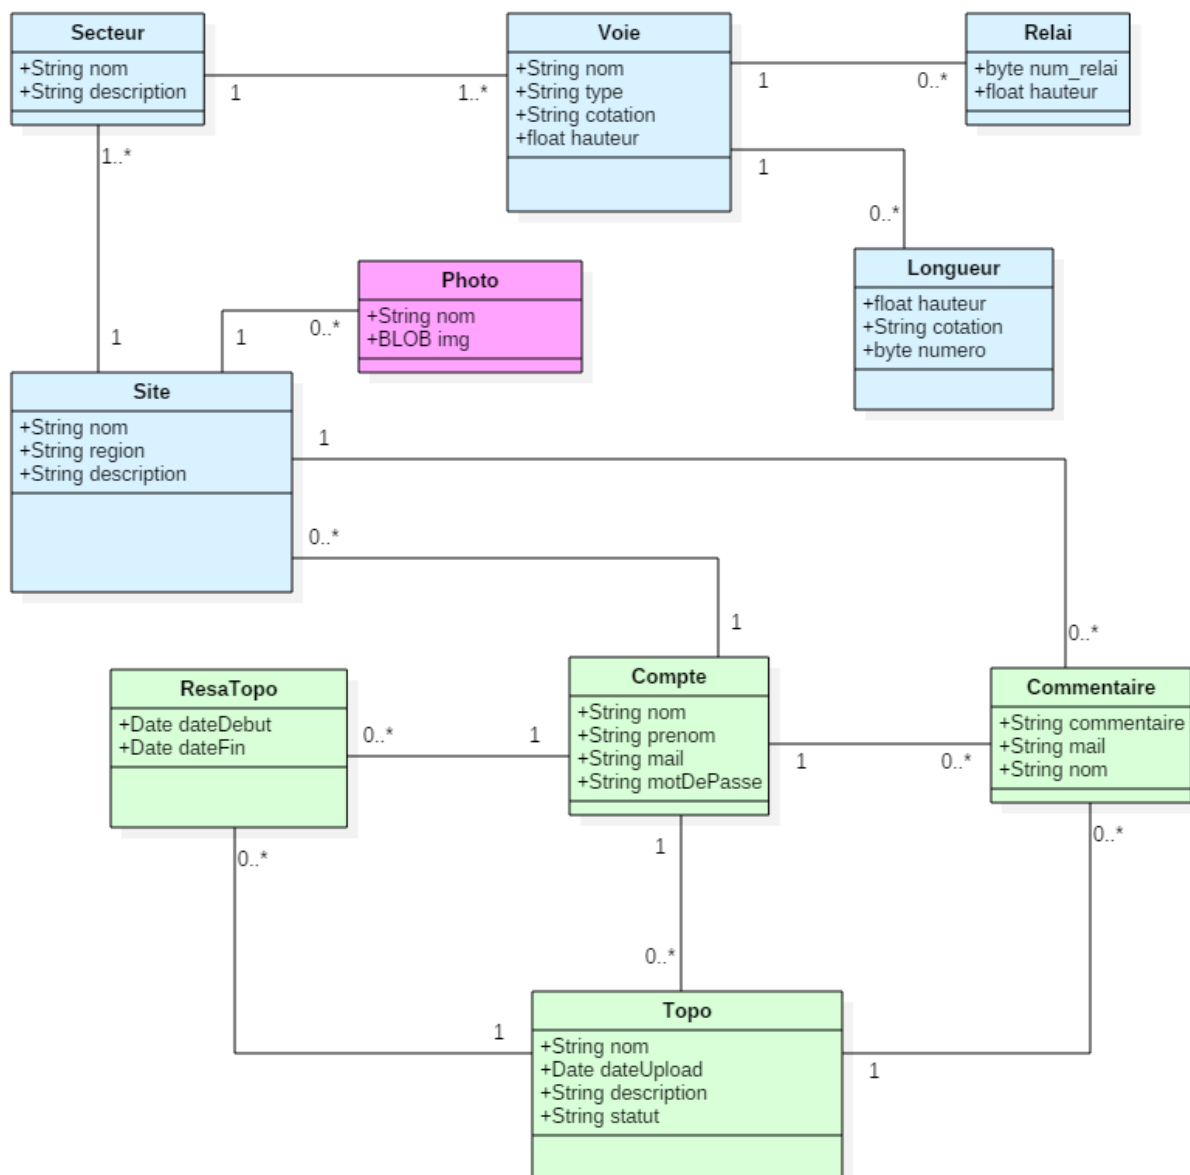 Secteur
+String nom
+String description
1
1..*
Voie
+String nom
+String type
+String cotation
+float hauteur
1
0..*
Relai
+byte num_relai
+float hauteur
1
0..*
Longueur
+float hauteur
+String cotation
+byte numero
1..*
1
Photo
+String nom
+BLOB img
1
0..*
Site
+String nom
+String region
+String description
1
0..*
0..*
1
ResaTopo
+Date dateDebut
+Date dateFin
0..*
1
Compte
+String nom
+String prenom
+String mail
+String motDePasse
1
0..*
Commentaire
+String commentaire
+String mail
+String nom
0..*
1
0..*
0..*
1
1
Topo
+String nom
+Date dateUpload
+String description
+String statut